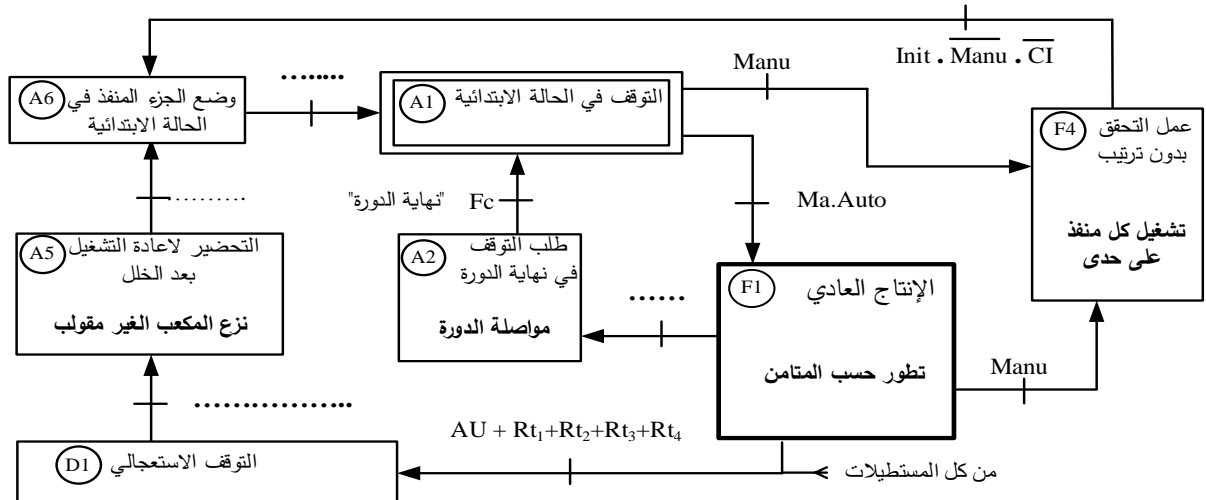 Init . Manu . CI
A6
وضع الجزء المنفذ في
الحالة الابتدائية
.........
A1
التوقف في الحالة الابتدائية
Manu
F4
عمل التحقق
بدون ترتيب
تشغيل كل منفذ
على حدى
.........
"نهاية الدورة" Fc
Ma.Auto
A5
التحضير لاعادة التشغيل
بعد الخلل
نزع المكعب الغير مقولب
A2
طلب التوقف
في نهاية الدورة
مواصلة الدورة
......
F1
الإنتاج العادي
تطور حسب المتامن
Manu
..................
AU + Rt₁+Rt₂+Rt₃+Rt₄
D1
التوقف الاستعجالي
من كل المستطيلات